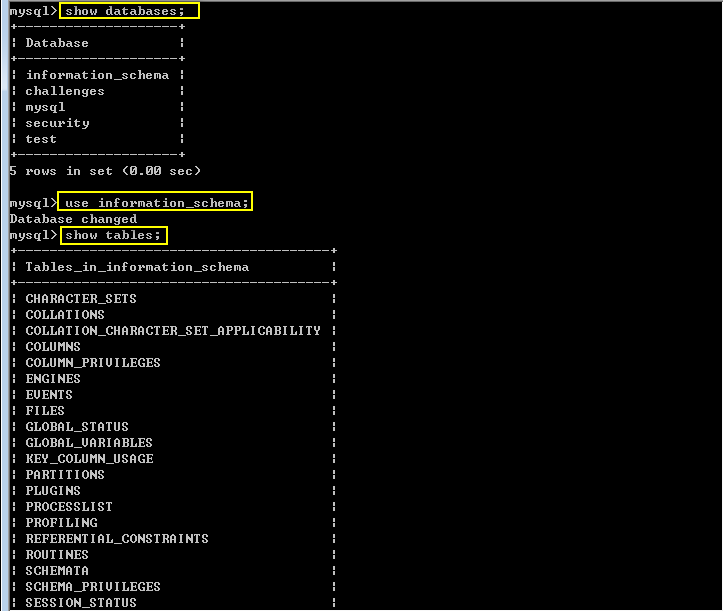 mysql> show databases;
+--------------------+
| Database           |
+--------------------+
| information_schema |
| challenges         |
| mysql              |
| security           |
| test               |
+--------------------+
5 rows in set (0.00 sec)
mysql> use information_schema;
Database changed
mysql> show tables;
+---------------------------------------+
| Tables_in_information_schema          |
+---------------------------------------+
| CHARACTER_SETS                        |
| COLLATIONS                            |
| COLLATION_CHARACTER_SET_APPLICABILITY |
| COLUMNS                               |
| COLUMN_PRIVILEGES                     |
| ENGINES                               |
| EVENTS                                |
| FILES                                 |
| GLOBAL_STATUS                         |
| GLOBAL_VARIABLES                      |
| KEY_COLUMN_USAGE                      |
| PARTITIONS                            |
| PLUGINS                               |
| PROCESSLIST                           |
| PROFILING                             |
| REFERENTIAL_CONSTRAINTS               |
| ROUTINES                              |
| SCHEMATA                              |
| SCHEMA_PRIVILEGES                     |
| SESSION_STATUS                        |